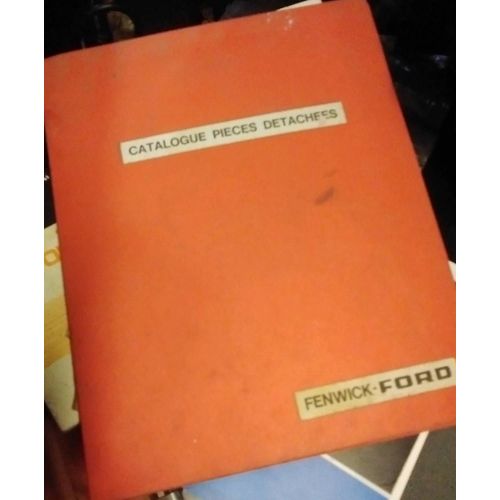 CATALOGUE PIECES DETACHEES
FENWICK-FORD